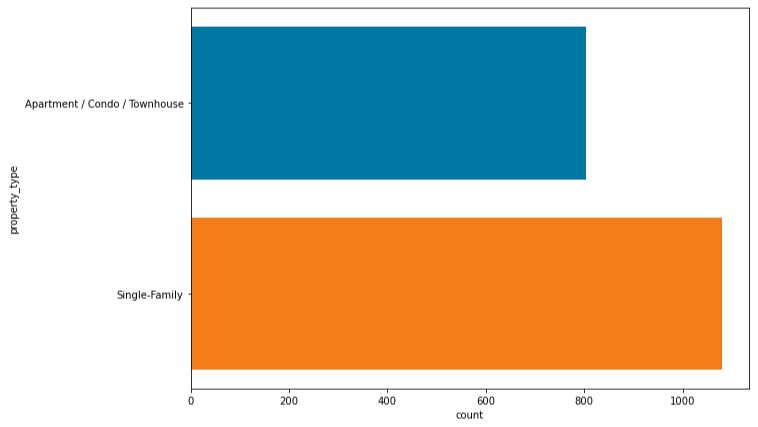 Apartment / Condo / Townhouse
Single-Family
property_type
0 200 400 600 800 1000
count